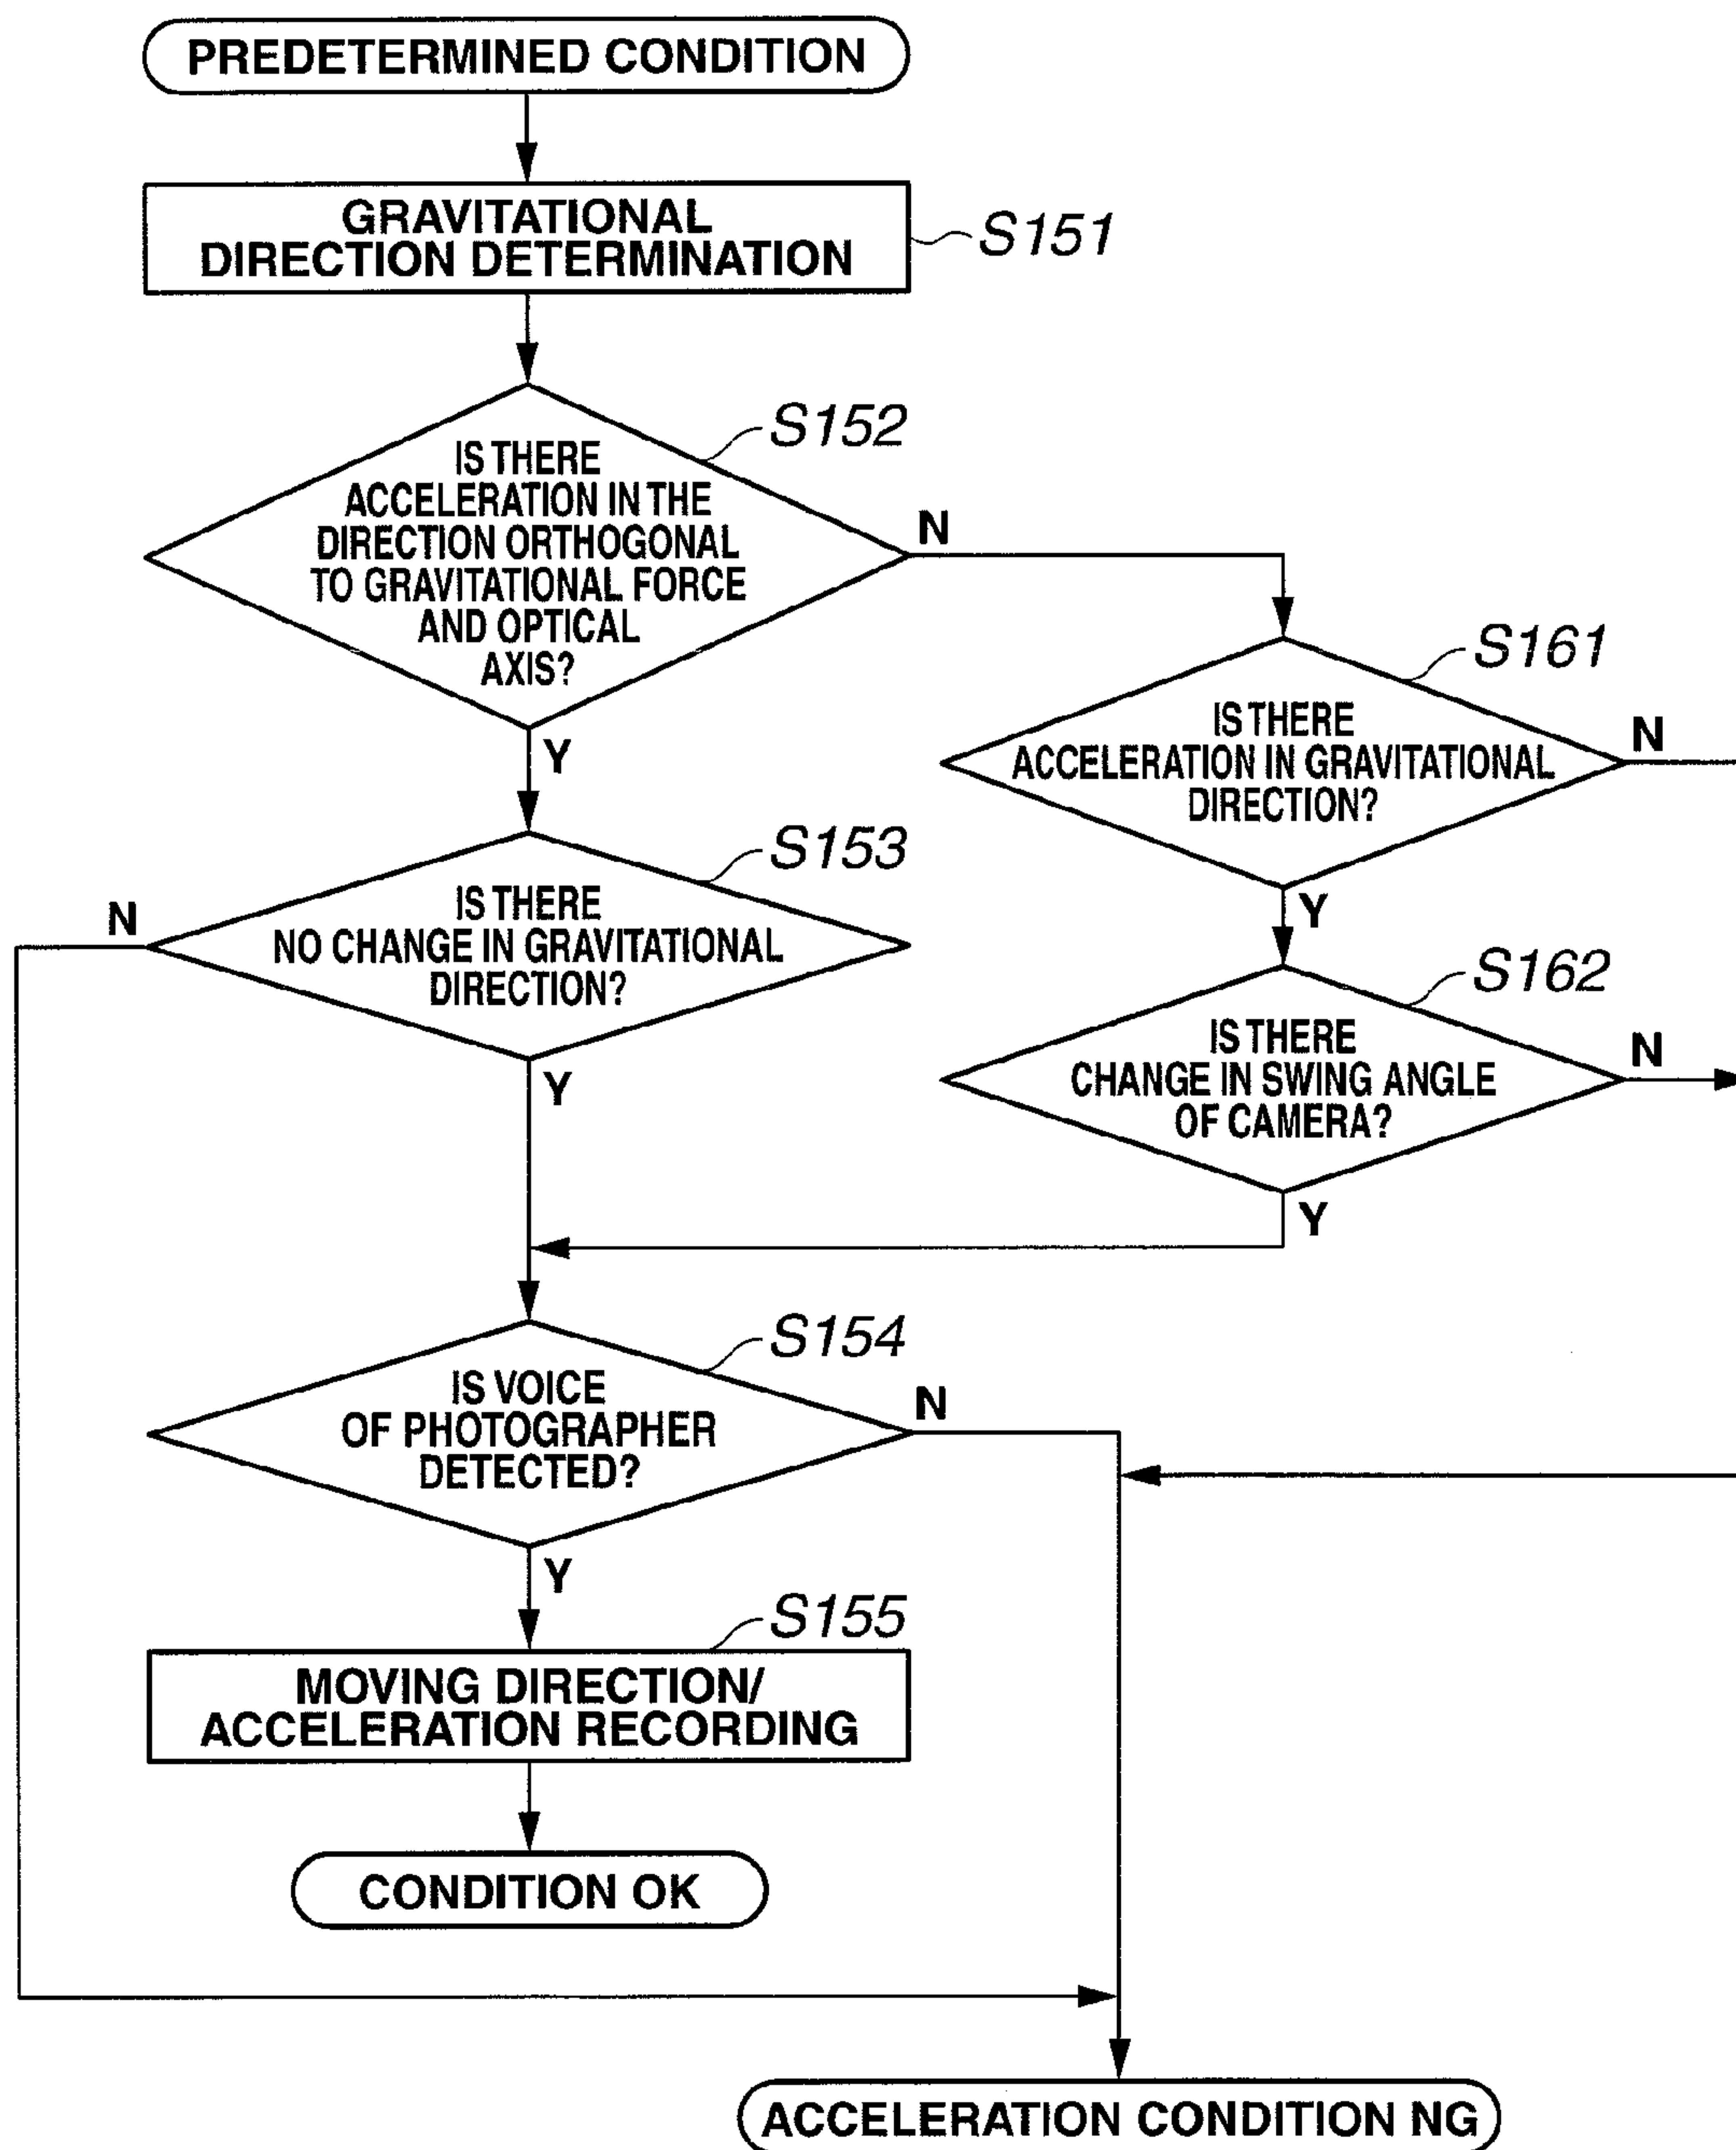 PREDETERMINED CONDITION
GRAVITATIONAL
DIRECTION DETERMINATION
S151
S152
IS THERE
ACCELERATION IN THE
DIRECTION ORTHOGONAL
TO GRAVITATIONAL FORCE
AND OPTICAL
AXIS?
N
Y
S161
IS THERE
ACCELERATION IN GRAVITATIONAL
DIRECTION?
N
Y
S153
IS THERE
NO CHANGE IN GRAVITATIONAL
DIRECTION?
N
Y
S162
IS THERE
CHANGE IN SWING ANGLE
OF CAMERA?
N
Y
S154
IS VOICE
OF PHOTOGRAPHER
DETECTED?
N
Y
S155
MOVING DIRECTION/
ACCELERATION RECORDING
CONDITION OK
ACCELERATION CONDITION NG